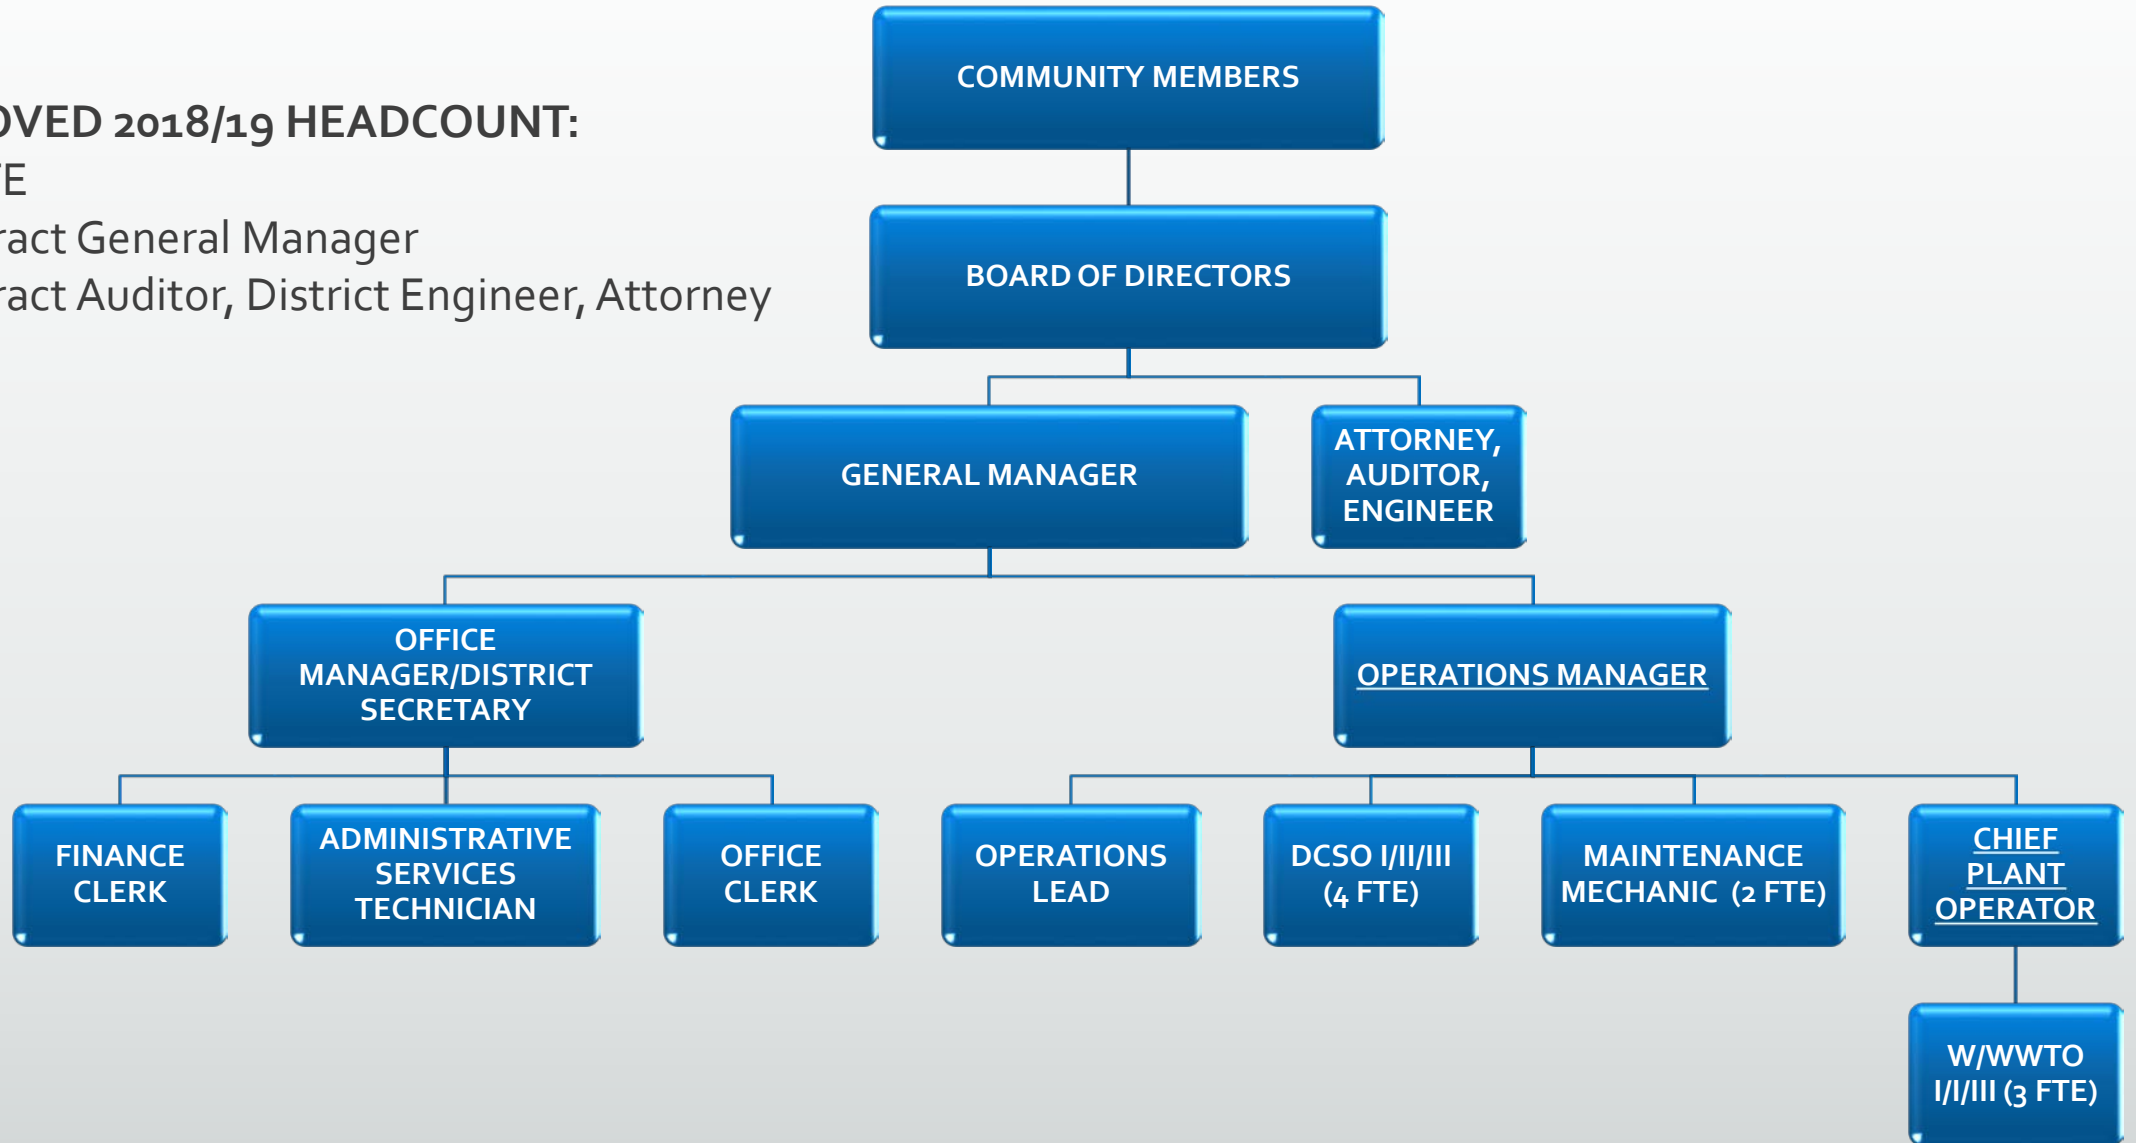 COMMUNITY MEMBERS
OVED 2018/19 HEADCOUNT:
TE
ract General Manager
ract Auditor, District Engineer, Attorney
BOARD OF DIRECTORS
GENERAL MANAGER
ATTORNEY,
AUDITOR,
ENGINEER
OFFICE
MANAGER/DISTRICT
SECRETARY
OPERATIONS MANAGER
FINANCE
CLERK
ADMINISTRATIVE
SERVICES
TECHNICIAN
OFFICE
CLERK
OPERATIONS
LEAD
DCSO I/II/III
(4 FTE)
MAINTENANCE
MECHANIC (2 FTE)
CHIEF
PLANT
OPERATOR
W/WWTO
I/I/III (3 FTE)